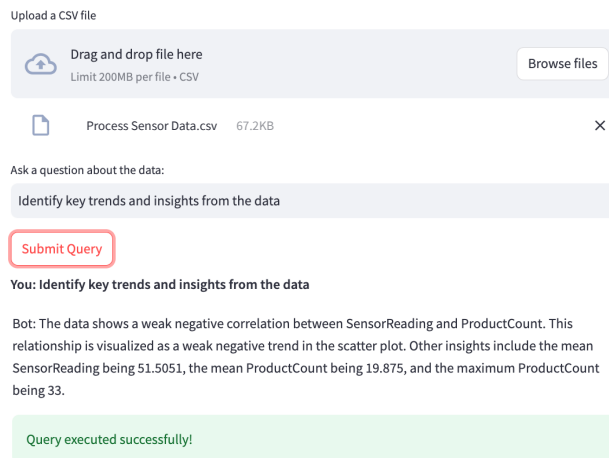 Upload a CSV file
Drag and drop file here
Limit 200MB per file • CSV
Browse files
Process Sensor Data.csv 67.2KB
Ask a question about the data:
Identify key trends and insights from the data
Submit Query
You: Identify key trends and insights from the data
Bot: The data shows a weak negative correlation between SensorReading and ProductCount. This
relationship is visualized as a weak negative trend in the scatter plot. Other insights include the mean
SensorReading being 51.5051, the mean ProductCount being 19.875, and the maximum ProductCount
being 33.
Query executed successfully!